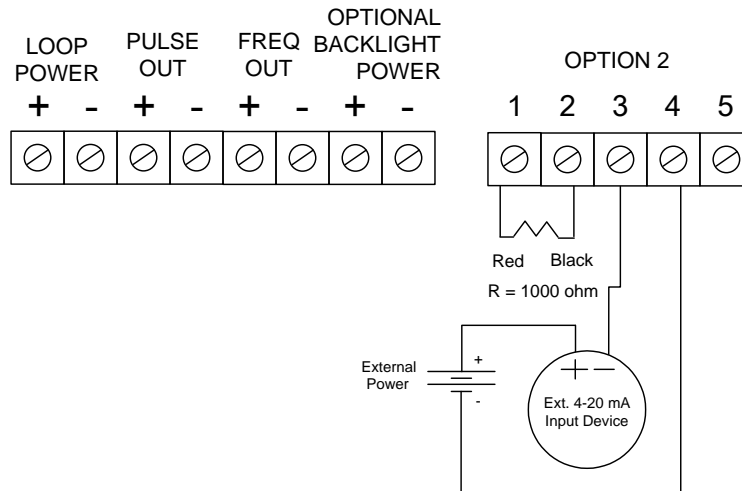 LOOP
POWER
PULSE
OUT
FREQ
OUT
OPTIONAL
BACKLIGHT
POWER
OPTION 2
+ - + - + - + -
1 2 3 4 5
Red Black
R = 1000 ohm
External
Power
+
-
+ −
Ext. 4-20 mA
Input Device